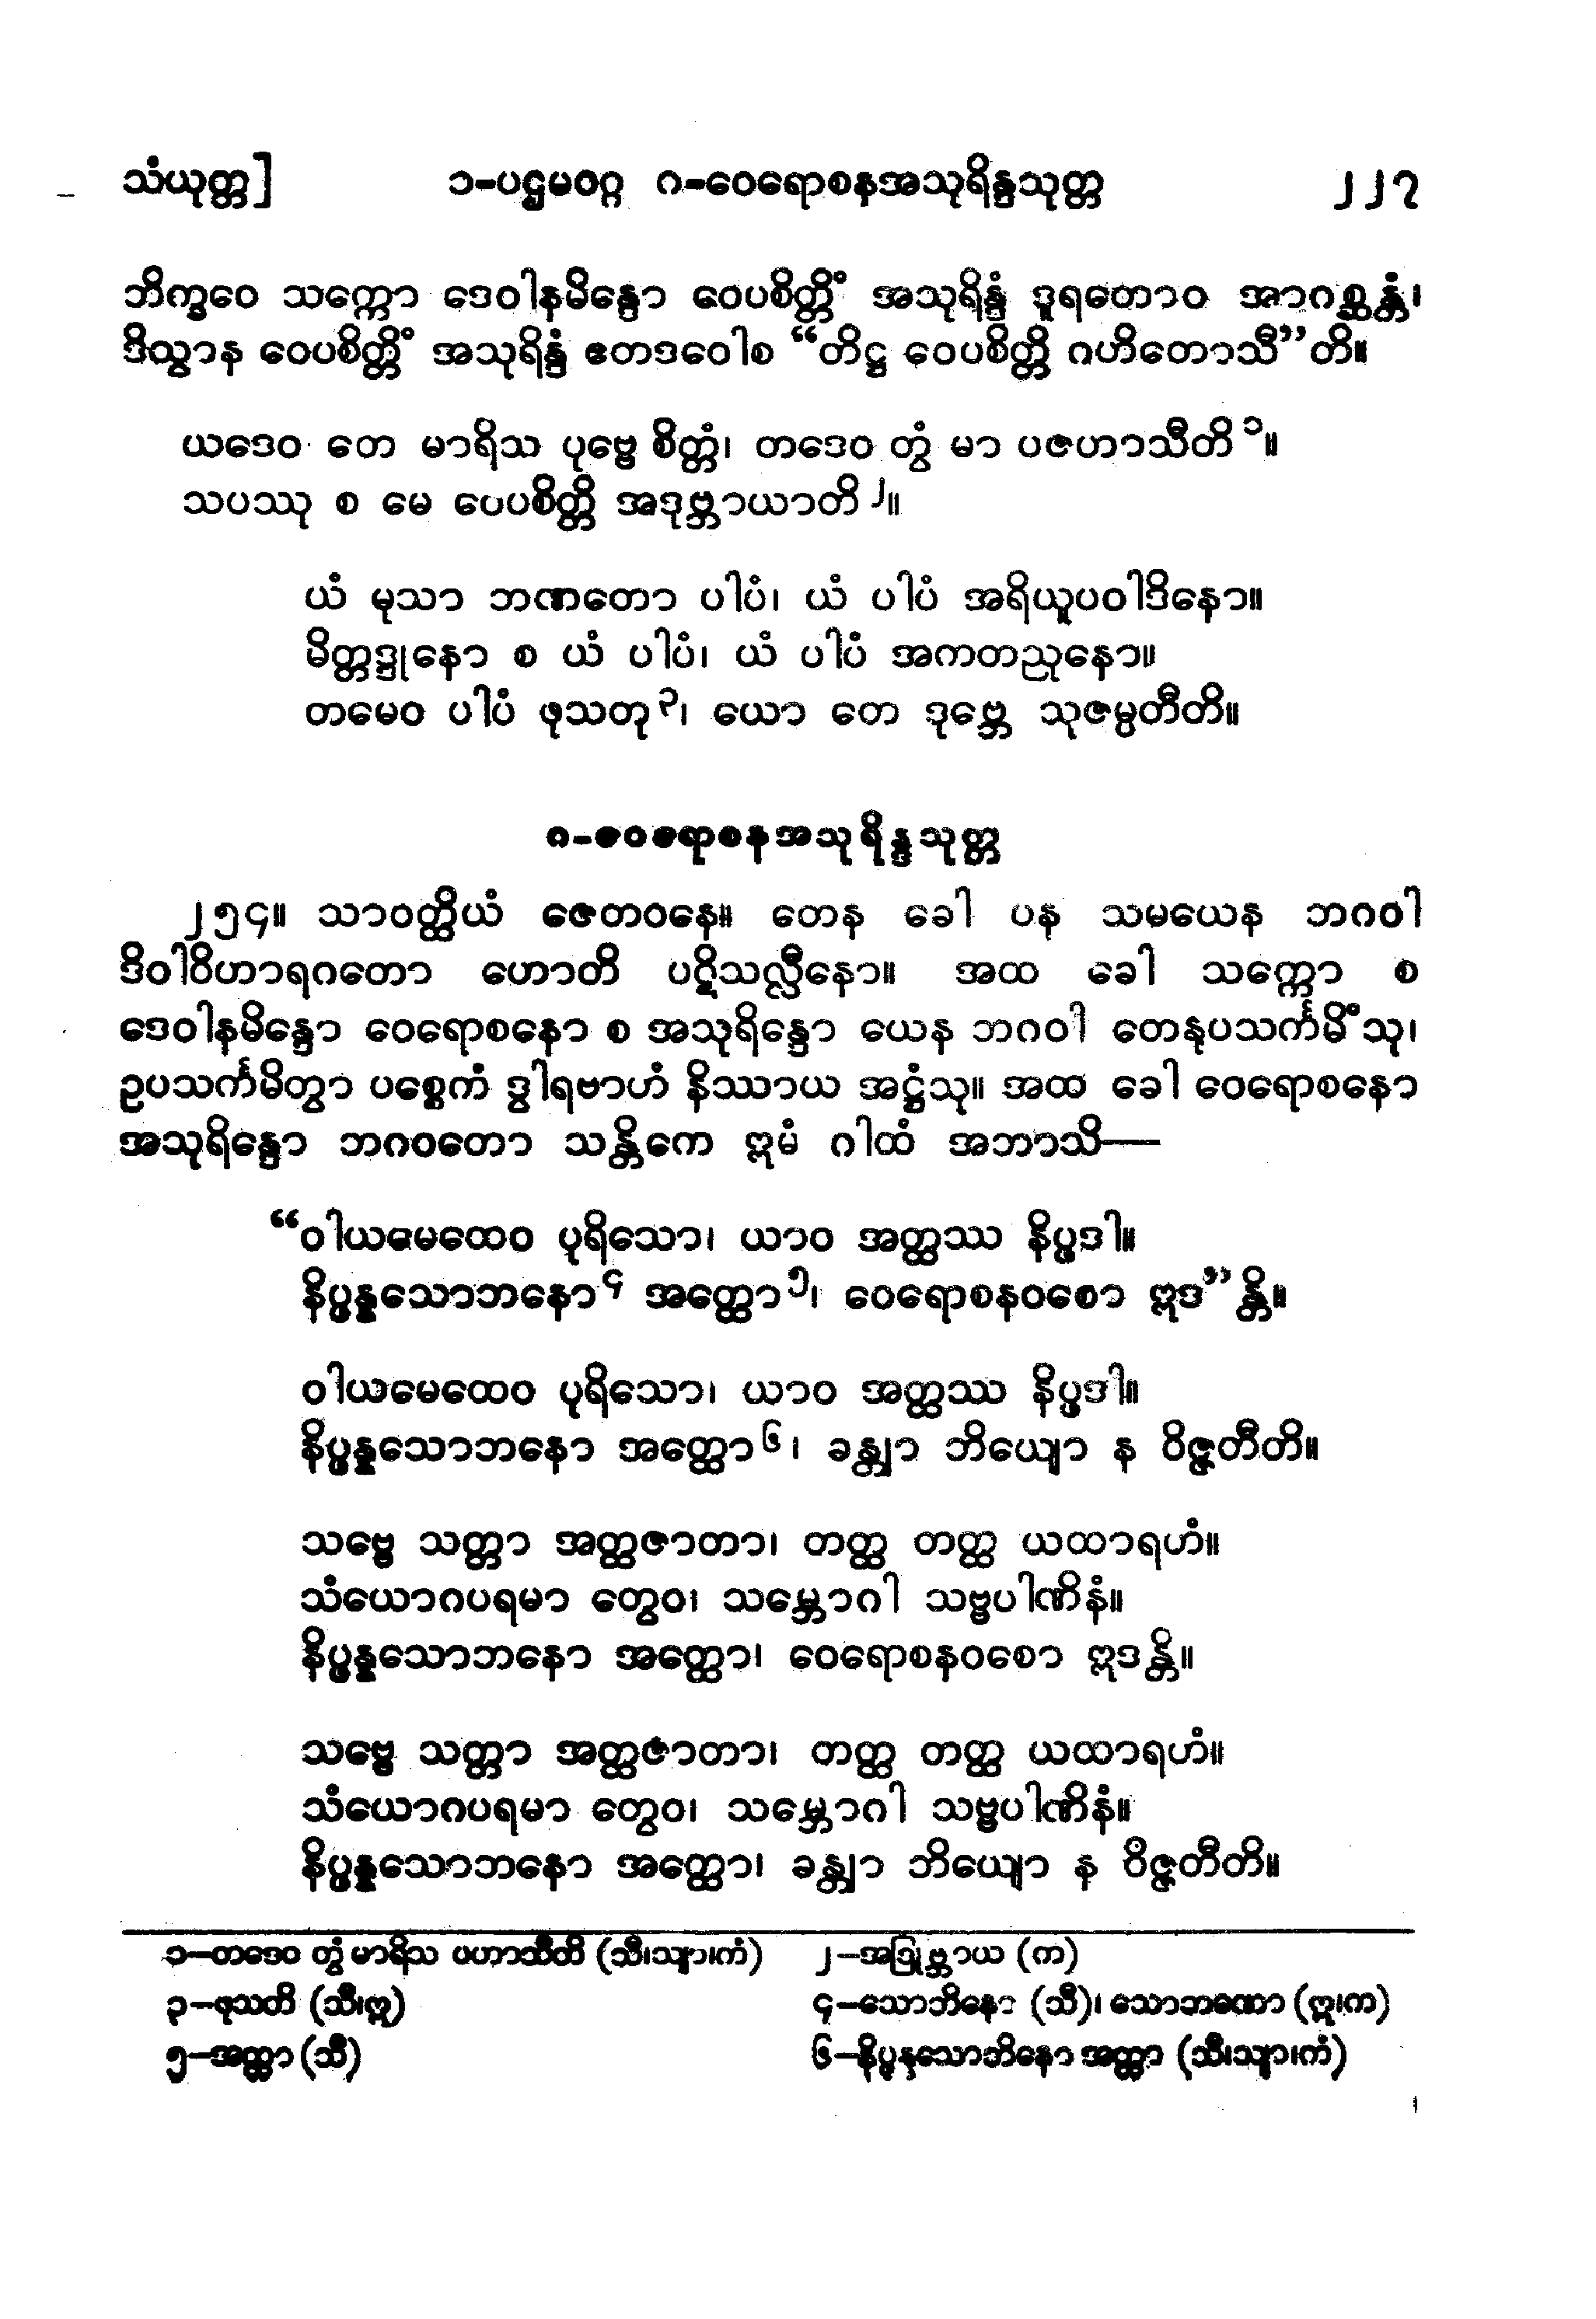 သံယုတ္တ]	၁-ပဌမဝဂ္ဂ ၈-ဝေရောစနအသုရိန္ဒသုတ္တ	၂၂၇
ဘိက္ခဝေ သက္ကော ဒေဝါနမိန္ဒော ဝေပစိတ္တိံ အသုရိန္ဒံ ဒူရတောဝ အာဂစ္ဆန္တံ၊
ဒိသွာန ဝေပစိတ္တိံ အသုရိန္ဒံ ဧတဒဝေါစ “တိဋ္ဌ ဝေပစိတ္တိ ဂဟိတောသီ”တိ။
ယဒေဝ တေ မာရိသ ပုဗ္ဗေ စိတ္တံ၊ တဒေဝ တွံ မာ ပဇဟာသီတိ ၁။
သပဿု စ မေ ဝေပစိတ္တိ အဒုဗ္ဘာယာတိ ၂။
ယံ မုသာ ဘဏတော ပါပံ၊ ယံ ပါပံ အရိယူပဝါဒိနော။
မိတ္တဒ္ဒုနော စ ယံ ပါပံ၊ ယံ ပါပံ အကတညုနော။
တမေဝ ပါပံ ဖုသတု ၃၊ ယော တေ ဒုဗ္ဘေ သုဇမ္ပတီတိ။
၈-ဝေရောစနအသုရိန္ဒသုတ္တ
၂၅၄။ သာဝတ္ထိယံ ဇေတဝနေ။ တေန ခေါ ပန သမယေန ဘဂဝါ
ဒိဝါဝိဟာရဂတော ဟောတိ ပဋိသလ္လီနော။ အထ ခေါ သက္ကော စ
ဒေဝါနမိန္ဒော ဝေရောစနော စ အသုရိန္ဒော ယေန ဘဂဝါ တေနုပသင်္ကမိံသု၊
ဥပသင်္ကမိတွာ ပစ္စေကံ ဒွါရဗာဟံ နိဿာယ အဋ္ဌံသု။ အထ ခေါ ဝေရောစနော
အသုရိန္ဒော ဘဂဝတော သန္တိကေ ဣမံ ဂါထံ အဘာသိ—
“ဝါယမေထေဝ ပုရိသော၊ ယာဝ အတ္ထဿ နိပ္ဖဒါ။
နိပ္ဖန္နသောဘနော ၄ အတ္ထော ၅၊ ဝေရောစနဝစော ဣဒ”န္တိ။
ဝါယမေထေဝ ပုရိသော၊ ယာဝ အတ္ထဿ နိပ္ဖဒါ။
နိပ္ဖန္နသောဘနော အတ္ထော ၆၊ ခန္တျာ ဘိယျော န ဝိဇ္ဇတီတိ။
သဗ္ဗေ သတ္တာ အတ္ထဇာတာ၊ တတ္ထ တတ္ထ ယထာရဟံ။
သံယောဂပရမာ တွေဝ၊ သမ္ဘောဂါ သဗ္ဗပါဏိနံ။
နိပ္ဖန္နသောဘနော အတ္ထော၊ ဝေရောစနဝစော ဣဒန္တိ။
သဗ္ဗေ သတ္တာ အတ္ထဇာတာ၊ တတ္ထ တတ္ထ ယထာရဟံ။
သံယောဂပရမာ တွေဝ၊ သမ္ဘောဂါ သဗ္ဗပါဏိနံ။
နိပ္ဖန္နသောဘနော အတ္ထော၊ ခန္တျာ ဘိယျော န ဝိဇ္ဇတီတိ။
၁—တဒေဝ တွံ မာရိသ ပဟာသီတိ (သီ၊သျာ၊ကံ)	၂—အဒြုဗ္ဘာယ (က)
၃—ဖုသတိ (သီ၊ဣ)	၄—သောဘိနော (သီ)၊ သောဘဏော (ဣ၊က)
၅—အတ္ထာ (သီ)	၆—နိပ္ဖန္နသောဘိနော အတ္ထာ (သီ၊သျာ၊ကံ)